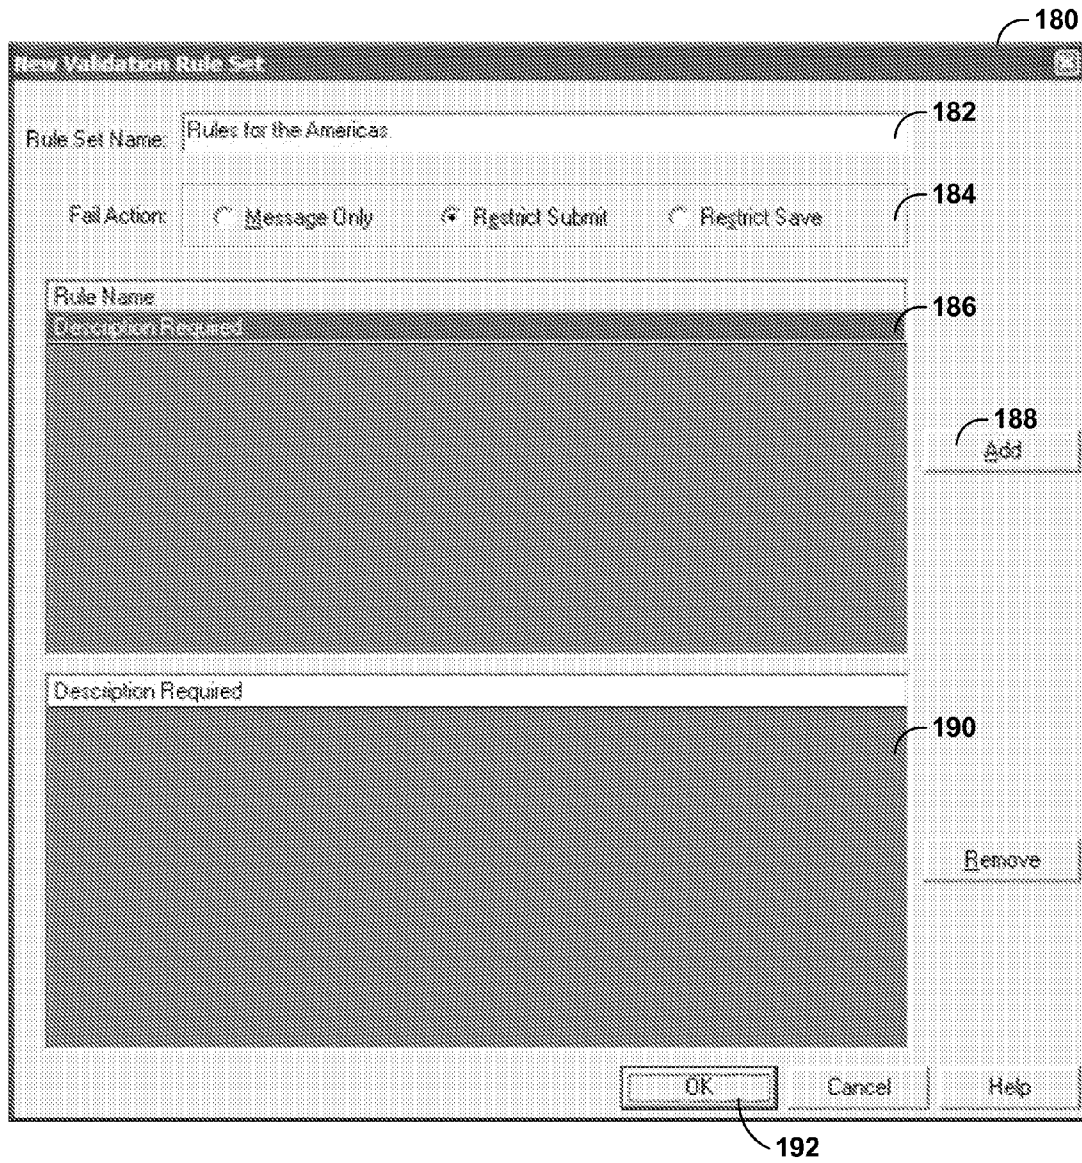 180
New Validation Rule Set
Rule Set Name: Rules for the Americas 182
Fail Action: Message Only Restrict Submit Restrict Save 184
Rule Name
Description Required 186
188
Add
Description Required
190
Remove
OK Cancel Help
192